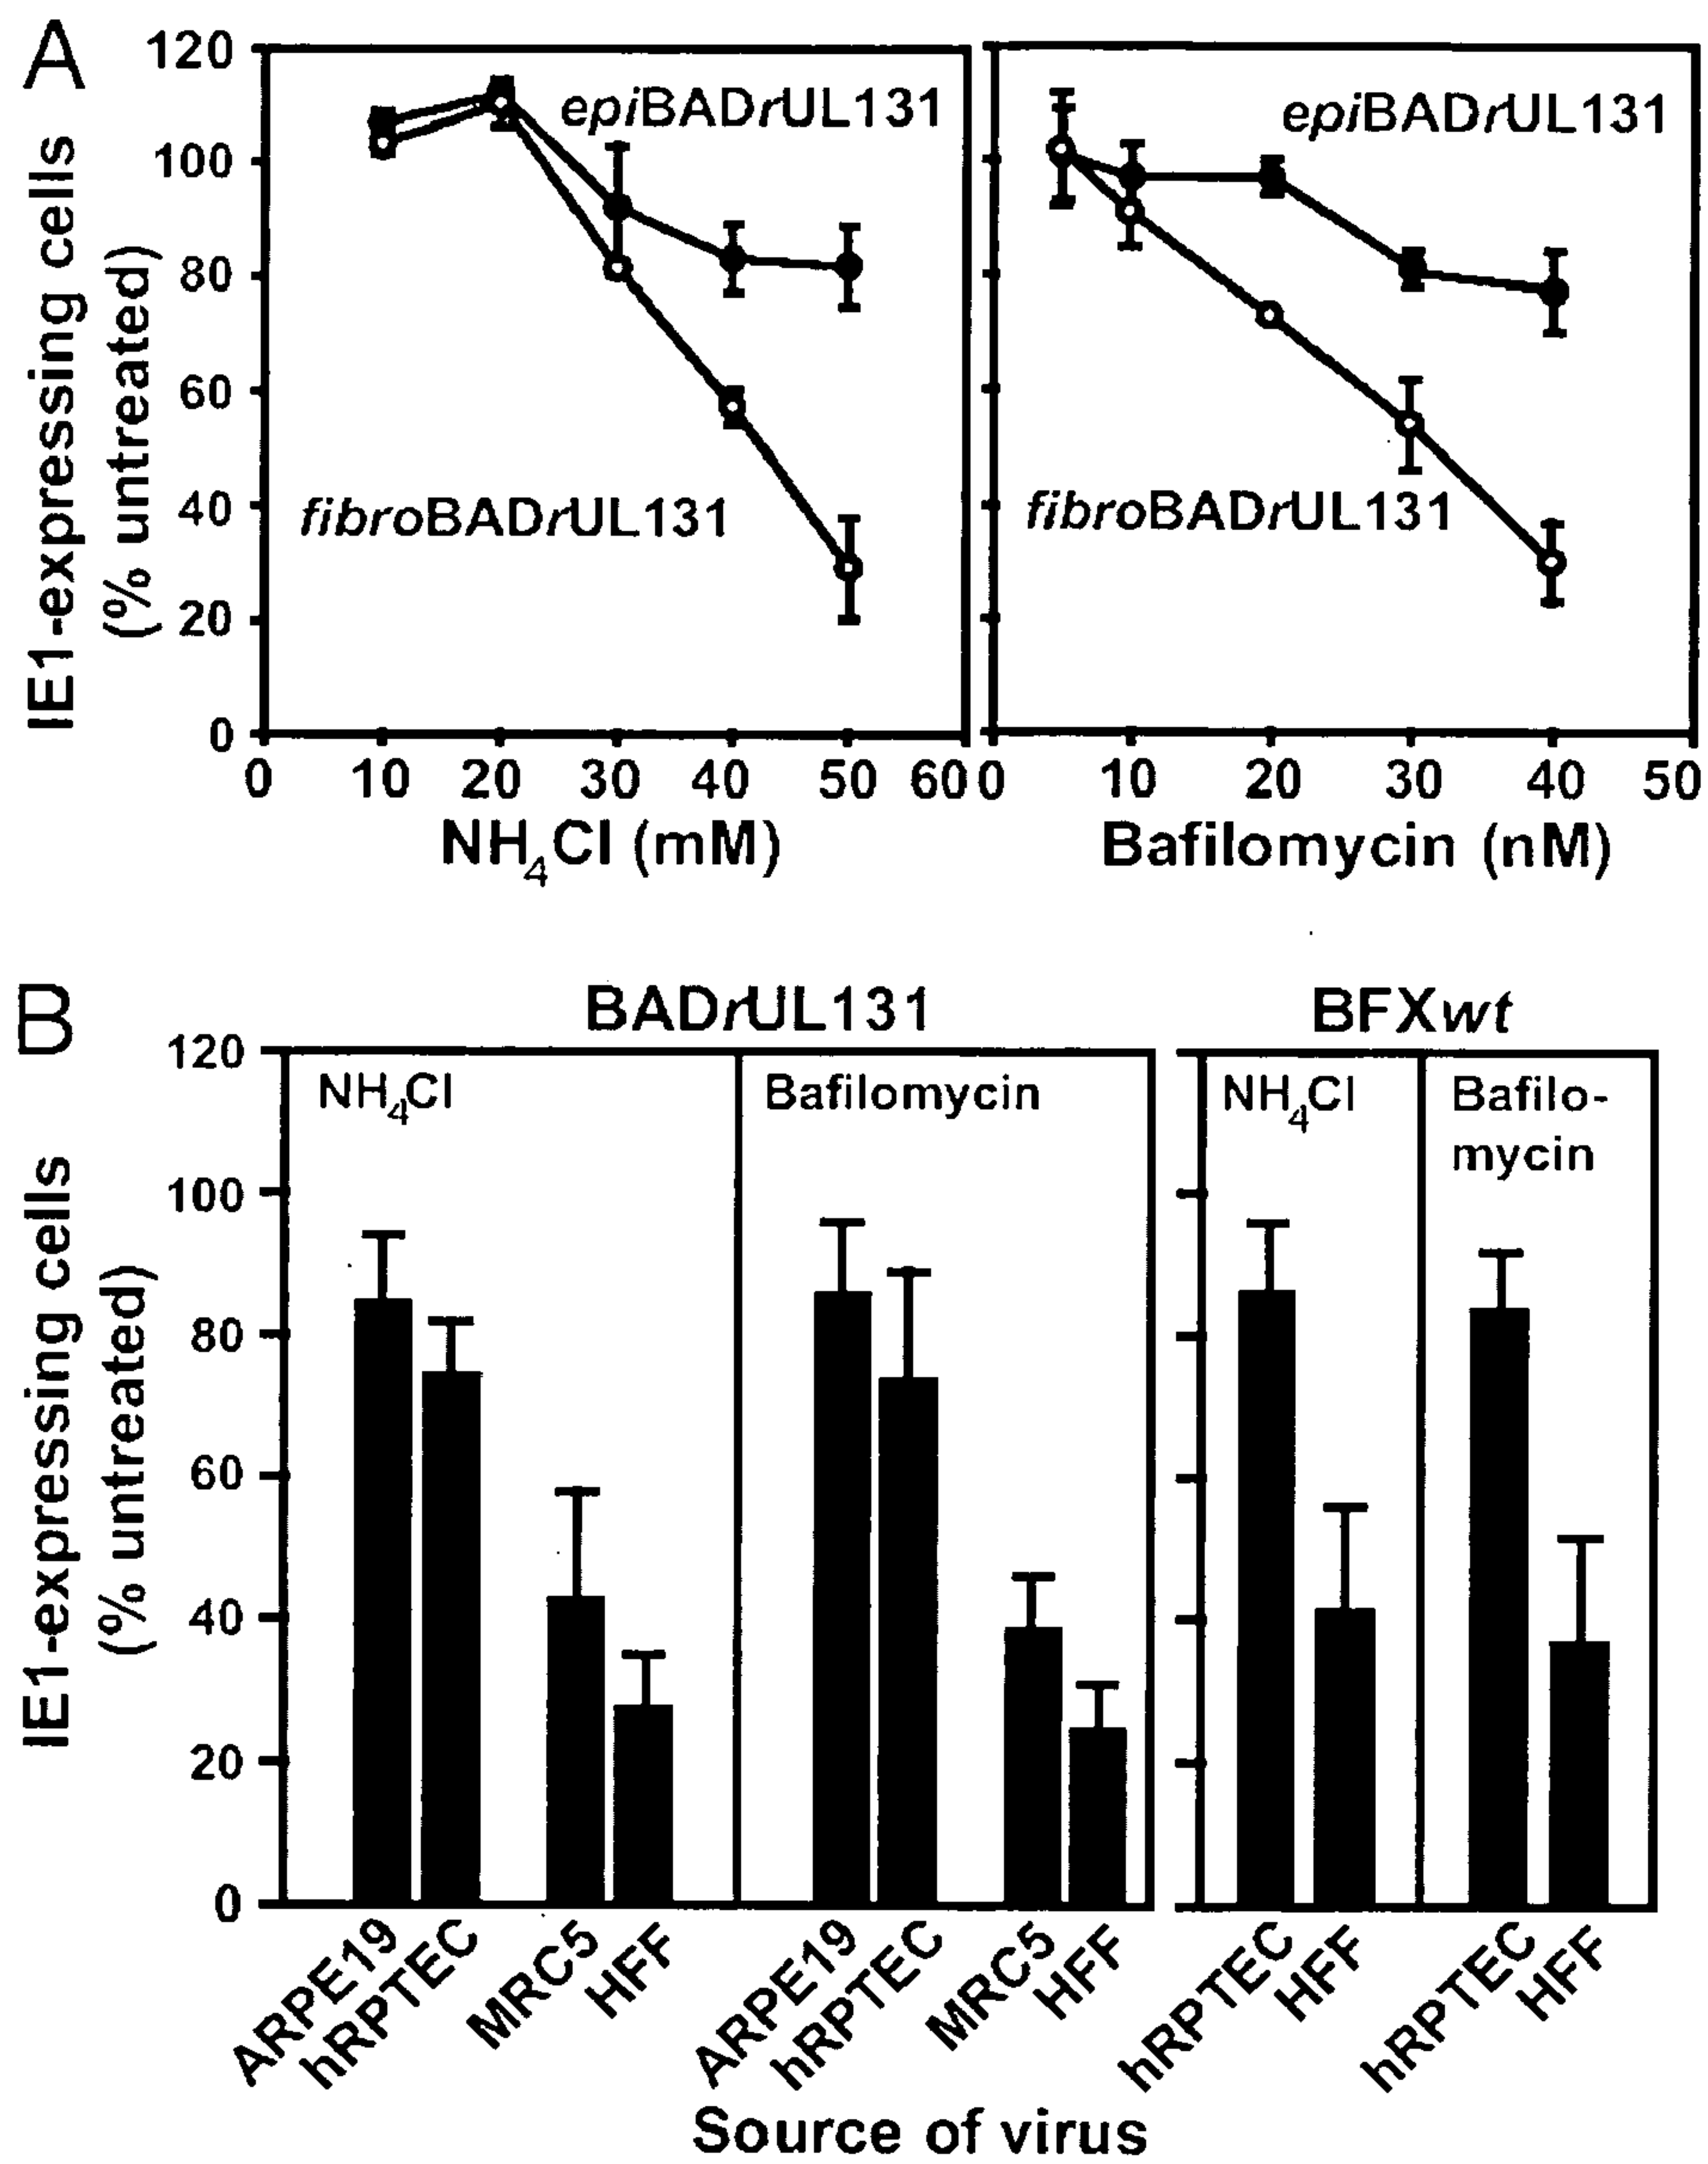 A
IE1-expressing cells
(% untreated)
120
100
80
60
40
20
0
epiBADrUL131
fibroBADrUL131
0 10 20 30 40 50 60
NH4Cl (mM)
epiBADrUL131
fibroBADrUL131
0 10 20 30 40 50
Bafilomycin (nM)
B
BADrUL131
BFXwt
IE1-expressing cells
(% untreated)
120
100
80
60
40
20
0
NH4Cl
Bafilomycin
NH4Cl
Bafilo-
mycin
ARPE19
hRPTEC
MRC5
HFF
ARPE19
hRPTEC
MRC5
HFF
hRPTEC
HFF
hRPTEC
HFF
Source of virus